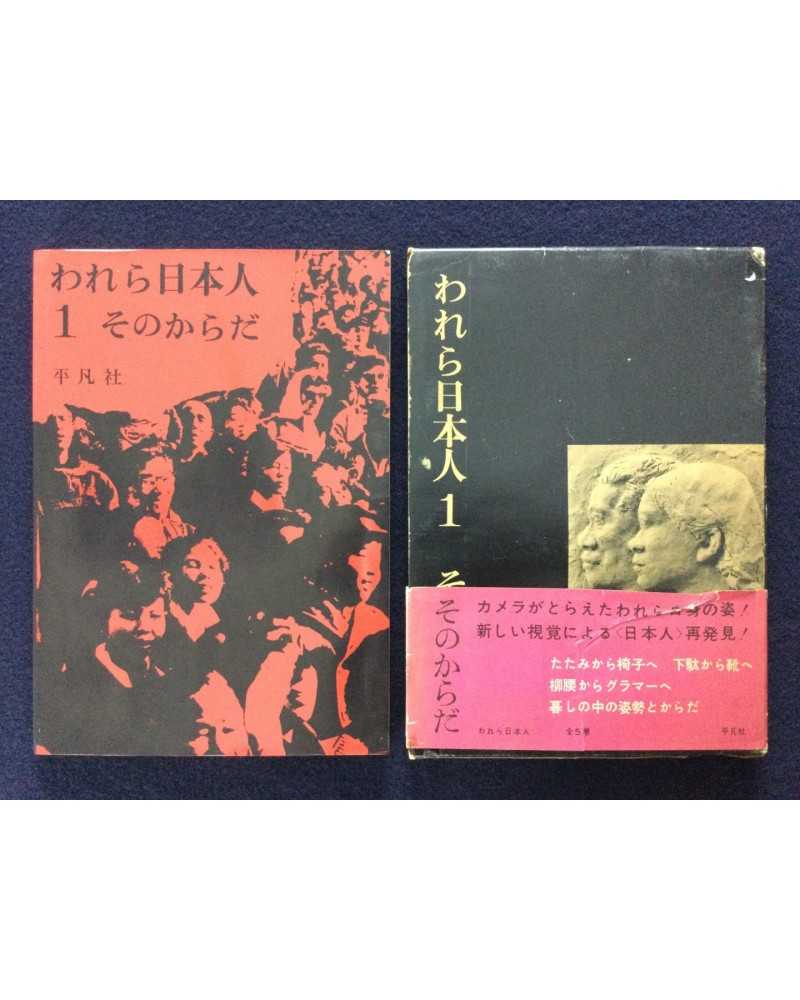 われら日本人
1 そのからだ
平凡社
われら日本人 1 そ
そのからだ
カメラがとらえたわれら自身の姿!
新しい視覚による〈日本人〉再発見!
たたみから椅子へ 下駄から靴へ
柳腰からグラマーへ
暮しの中の姿勢とからだ
われら日本人 全5巻 平凡社